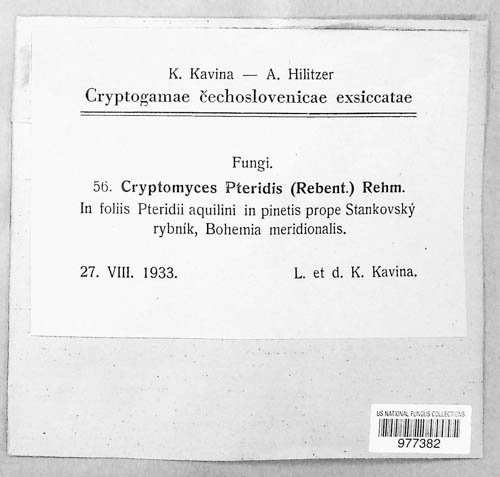 K. Kavina — A. Hilitzer
Cryptogamae čechoslovenicae exsiccatae
Fungi.
56. Cryptomyces Pteridis (Rebent.) Rehm.
In foliis Pteridii aquilini in pinetis prope Stankovský
rybník, Bohemia meridionalis.
27. VIII. 1933. L. et d. K. Kavina.
US NATIONAL FUNGUS COLLECTIONS
977382